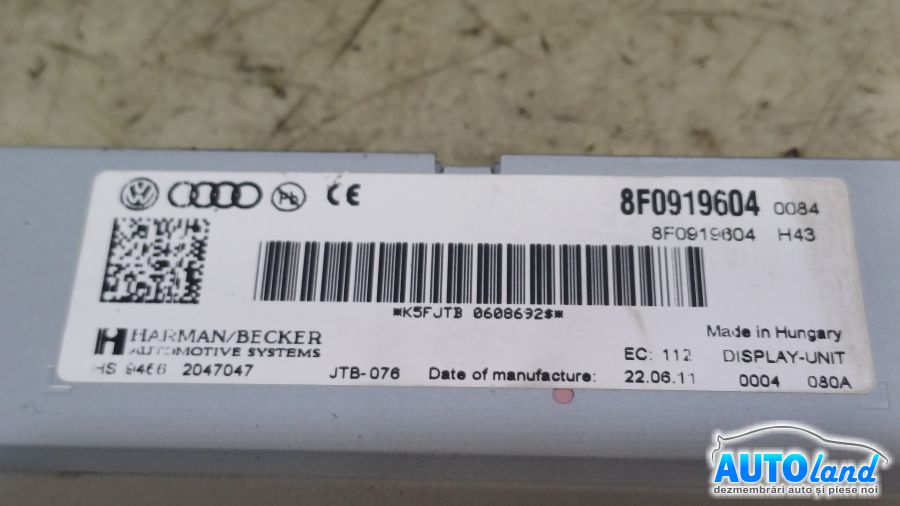 Pb CE
8F0919604 0084
8F0919604 H43
*K5FJTB 0608692$*
HARMAN/BECKER
AUTOMOTIVE SYSTEMS
Made in Hungary
EC: 112 DISPLAY-UNIT
HS 9466 2047047 JTB-076 Date of manufacture: 22.06.11 0004 080A
AUTOland
dezmembrări auto și piese noi